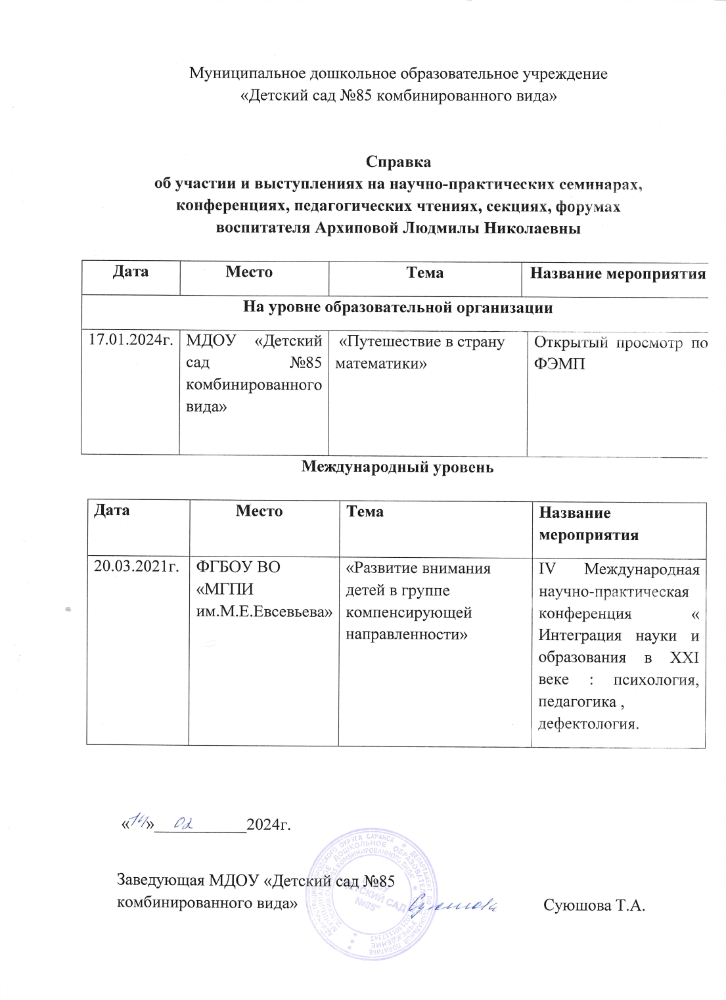 Муниципальное дошкольное образовательное учреждение
«Детский сад №85 комбинированного вида»
Справка
об участии и выступлениях на научно-практических семинарах,
конференциях, педагогических чтениях, секциях, форумах
воспитателя Архиповой Людмилы Николаевны
Дата Место Тема Название мероприятия
На уровне образовательной организации
17.01.2024г. МДОУ «Детский «Путешествие в страну Открытый просмотр по
сад №85 математики» ФЭМП
комбинированного
вида»
Международный уровень
Дата Место Тема Название
мероприятия
20.03.2021г. ФГБОУ ВО «Развитие внимания IV Международная
«МГПИ детей в группе научно-практическая
им.М.Е.Евсевьева» компенсирующей конференция «
направленности» Интеграция науки и
образования в XXI
веке : психология,
педагогика ,
дефектология.
«14» 02 2024г.
Заведующая МДОУ «Детский сад №85
комбинированного вида» Суюшова Т.А.